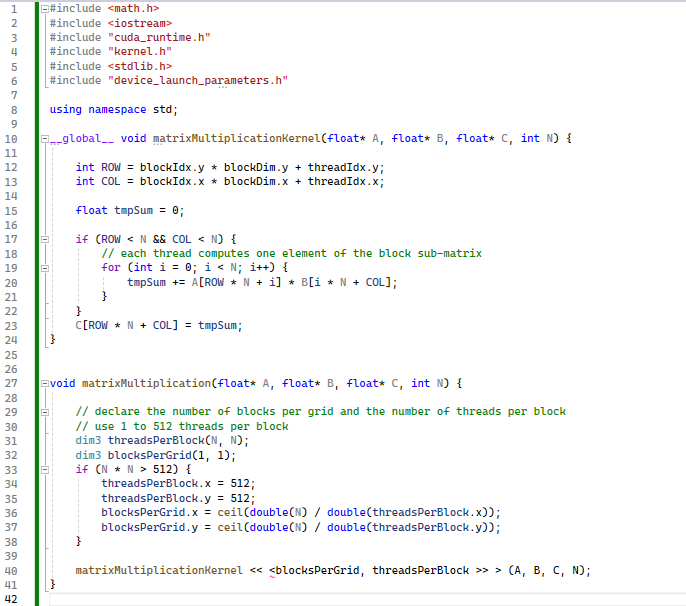 1 #include <math.h>
2 #include <iostream>
3 #include "cuda_runtime.h"
4 #include "kernel.h"
5 #include <stdlib.h>
6 #include "device_launch_parameters.h"
7
8 using namespace std;
9
10 __global__ void matrixMultiplicationKernel(float* A, float* B, float* C, int N) {
11
12     int ROW = blockIdx.y * blockDim.y + threadIdx.y;
13     int COL = blockIdx.x * blockDim.x + threadIdx.x;
14
15     float tmpSum = 0;
16
17     if (ROW < N && COL < N) {
18         // each thread computes one element of the block sub-matrix
19         for (int i = 0; i < N; i++) {
20             tmpSum += A[ROW * N + i] * B[i * N + COL];
21         }
22     }
23     C[ROW * N + COL] = tmpSum;
24 }
25
26
27 void matrixMultiplication(float* A, float* B, float* C, int N) {
28
29     // declare the number of blocks per grid and the number of threads per block
30     // use 1 to 512 threads per block
31     dim3 threadsPerBlock(N, N);
32     dim3 blocksPerGrid(1, 1);
33     if (N * N > 512) {
34         threadsPerBlock.x = 512;
35         threadsPerBlock.y = 512;
36         blocksPerGrid.x = ceil(double(N) / double(threadsPerBlock.x));
37         blocksPerGrid.y = ceil(double(N) / double(threadsPerBlock.y));
38     }
39
40     matrixMultiplicationKernel << <blocksPerGrid, threadsPerBlock >> > (A, B, C, N);
41 }
42